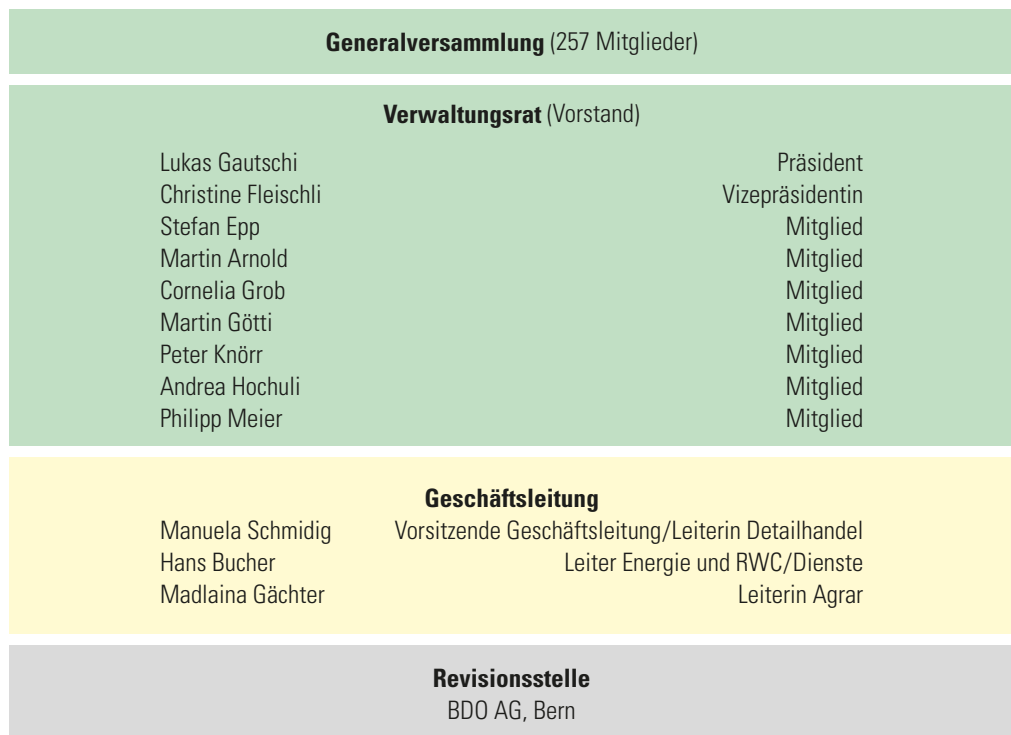 Generalversammlung (257 Mitglieder)
Verwaltungsrat (Vorstand)
Lukas Gautschi Präsident
Christine Fleischli Vizepräsidentin
Stefan Epp Mitglied
Martin Arnold Mitglied
Cornelia Grob Mitglied
Martin Götti Mitglied
Peter Knörr Mitglied
Andrea Hochuli Mitglied
Philipp Meier Mitglied
Geschäftsleitung
Manuela Schmidig Vorsitzende Geschäftsleitung/Leiterin Detailhandel
Hans Bucher Leiter Energie und RWC/Dienste
Madlaina Gächter Leiterin Agrar
Revisionsstelle
BDO AG, Bern